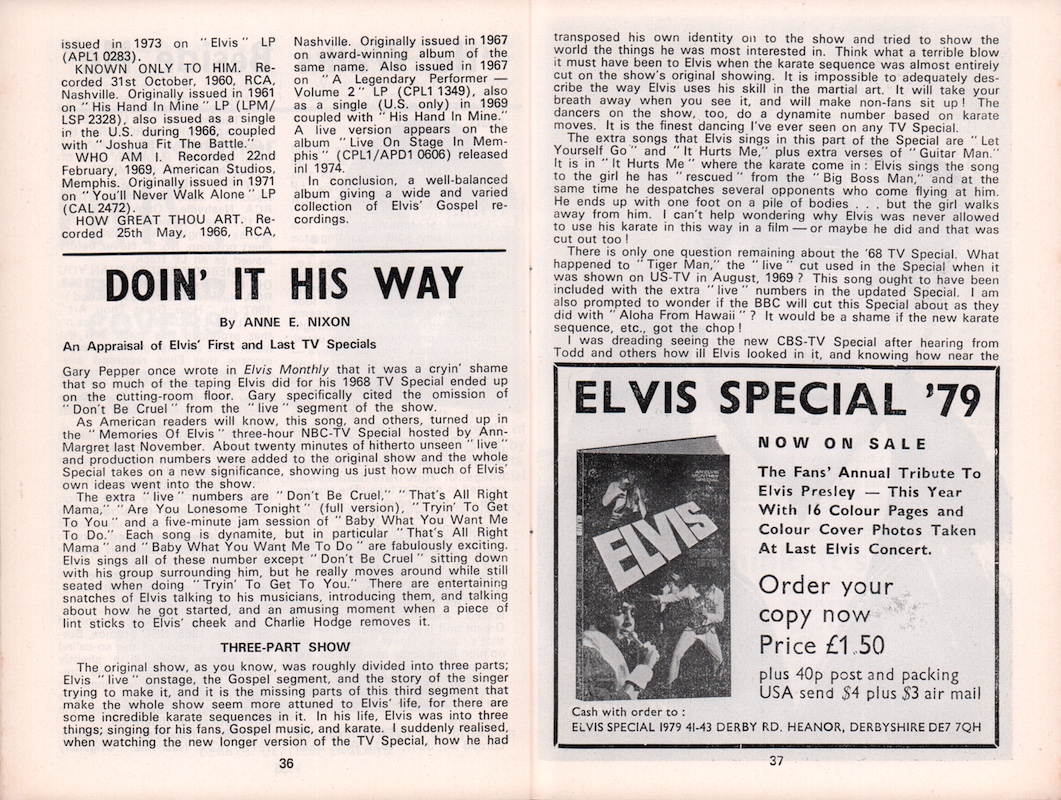 issued in 1973 on "Elvis" LP
(APL1 0283).
KNOWN ONLY TO HIM. Re-
corded 31st October, 1960, RCA,
Nashville. Originally issued in 1961
on "His Hand In Mine" LP (LPM/
LSP 2328), also issued as a single
in the U.S. during 1966, coupled
with "Joshua Fit The Battle."
WHO AM I. Recorded 22nd
February, 1969, American Studios,
Memphis. Originally issued in 1971
on "You'll Never Walk Alone" LP
(CAL 2472).
HOW GREAT THOU ART. Re-
corded 25th May, 1966, RCA,
Nashville. Originally issued in 1967
on award-winning album of the
same name. Also issued in 1967
on "A Legendary Performer —
Volume 2" LP (CPL1 1349), also
as a single (U.S. only) in 1969
coupled with "His Hand In Mine."
A live version appears on the
album "Live On Stage In Mem-
phis" (CPL1/APD1 0606) released
inl 1974.
In conclusion, a well-balanced
album giving a wide and varied
collection of Elvis' Gospel re-
cordings.
DOIN' IT HIS WAY
By ANNE E. NIXON
An Appraisal of Elvis' First and Last TV Specials
Gary Pepper once wrote in Elvis Monthly that it was a cryin' shame
that so much of the taping Elvis did for his 1968 TV Special ended up
on the cutting-room floor. Gary specifically cited the omission of
"Don't Be Cruel" from the "live" segment of the show.
As American readers will know, this song, and others, turned up in
the "Memories Of Elvis" three-hour NBC-TV Special hosted by Ann-
Margret last November. About twenty minutes of hitherto unseen "live"
and production numbers were added to the original show and the whole
Special takes on a new significance, showing us just how much of Elvis'
own ideas went into the show.
The extra "live" numbers are "Don't Be Cruel," "That's All Right
Mama," "Are You Lonesome Tonight" (full version), "Tryin' To Get
To You" and a five-minute jam session of "Baby What You Want Me
To Do." Each song is dynamite, but in particular "That's All Right
Mama" and "Baby What You Want Me To Do" are fabulously exciting.
Elvis sings all of these number except "Don't Be Cruel" sitting down
with his group surrounding him, but he really moves around while still
seated when doing "Tryin' To Get To You." There are entertaining
snatches of Elvis talking to his musicians, introducing them, and talking
about how he got started, and an amusing moment when a piece of
lint sticks to Elvis' cheek and Charlie Hodge removes it.
THREE-PART SHOW
The original show, as you know, was roughly divided into three parts;
Elvis "live" onstage, the Gospel segment, and the story of the singer
trying to make it, and it is the missing parts of this third segment that
make the whole show seem more attuned to Elvis' life, for there are
some incredible karate sequences in it. In his life, Elvis was into three
things; singing for his fans, Gospel music, and karate. I suddenly realised,
when watching the new longer version of the TV Special, how he had
36
transposed his own identity on to the show and tried to show the
world the things he was most interested in. Think what a terrible blow
it must have been to Elvis when the karate sequence was almost entirely
cut on the show's original showing. It is impossible to adequately des-
cribe the way Elvis uses his skill in the martial art. It will take your
breath away when you see it, and will make non-fans sit up! The
dancers on the show, too, do a dynamite number based on karate
moves. It is the finest dancing I've ever seen on any TV Special.
The extra songs that Elvis sings in this part of the Special are "Let
Yourself Go" and "It Hurts Me," plus extra verses of "Guitar Man."
It is in "It Hurts Me" where the karate come in: Elvis sings the song
to the girl he has "rescued" from the "Big Boss Man," and at the
same time he despatches several opponents who come flying at him.
He ends up with one foot on a pile of bodies . . . but the girl walks
away from him. I can't help wondering why Elvis was never allowed
to use his karate in this way in a film — or maybe he did and that was
cut out too!
There is only one question remaining about the '68 TV Special. What
happened to "Tiger Man," the "live" cut used in the Special when it
was shown on US-TV in August, 1969? This song ought to have been
included with the extra "live" numbers in the updated Special. I am
also prompted to wonder if the BBC will cut this Special about as they
did with "Aloha From Hawaii"? It would be a shame if the new karate
sequence, etc., got the chop!
I was dreading seeing the new CBS-TV Special after hearing from
Todd and others how ill Elvis looked in it, and knowing how near the
ELVIS SPECIAL '79
NOW ON SALE
The Fans' Annual Tribute To
Elvis Presley — This Year
With 16 Colour Pages and
Colour Cover Photos Taken
At Last Elvis Concert.
ELVIS
Order your
copy now
Price £1.50
plus 40p post and packing
USA send $4 plus $3 air mail
Cash with order to :
ELVIS SPECIAL 1979 41-43 DERBY RD. HEANOR, DERBYSHIRE DE7 7QH
37